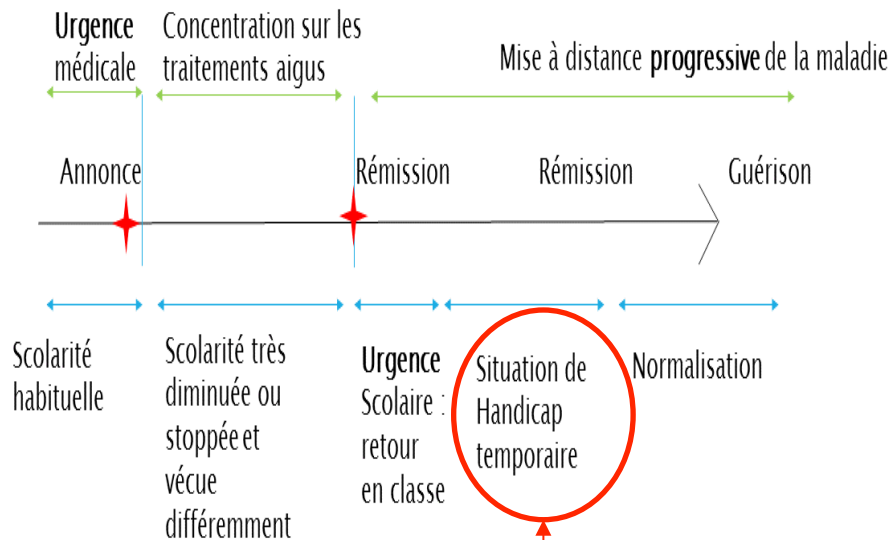 Urgence
médicale
Concentration sur les
traitements aigus
Mise à distance progressive de la maladie
Annonce
Rémission
Rémission
Guérison
Scolarité
habituelle
Scolarité très
diminuée ou
stoppée et
vécue
différemment
Urgence
Scolaire :
retour
en classe
Situation de
Handicap
temporaire
Normalisation